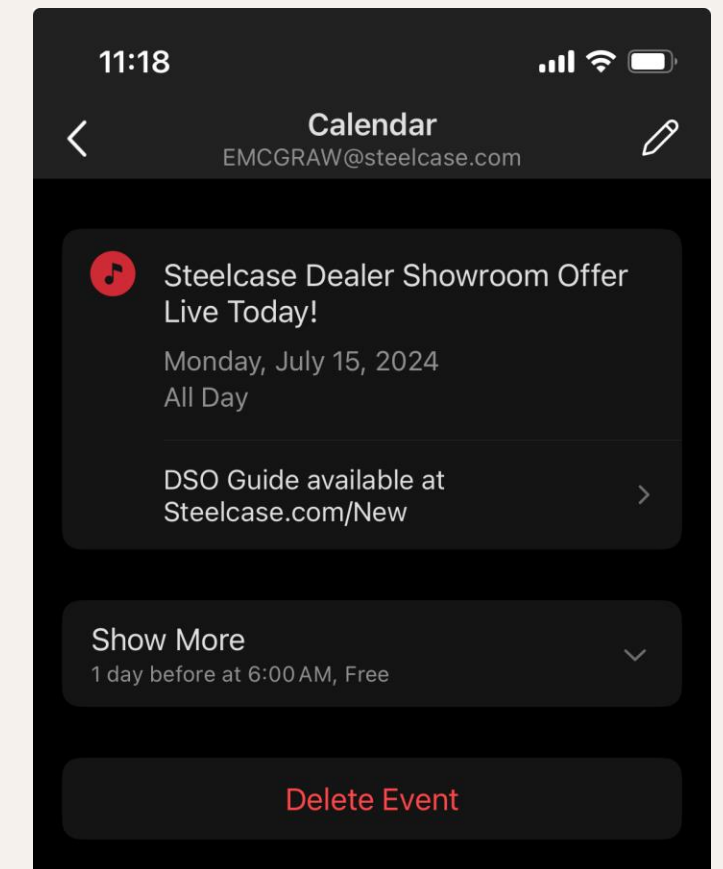 11:18
Calendar
EMCGRAW@steelcase.com
Steelcase Dealer Showroom Offer
Live Today!
Monday, July 15, 2024
All Day
DSO Guide available at
Steelcase.com/New
Show More
1 day before at 6:00 AM, Free
Delete Event